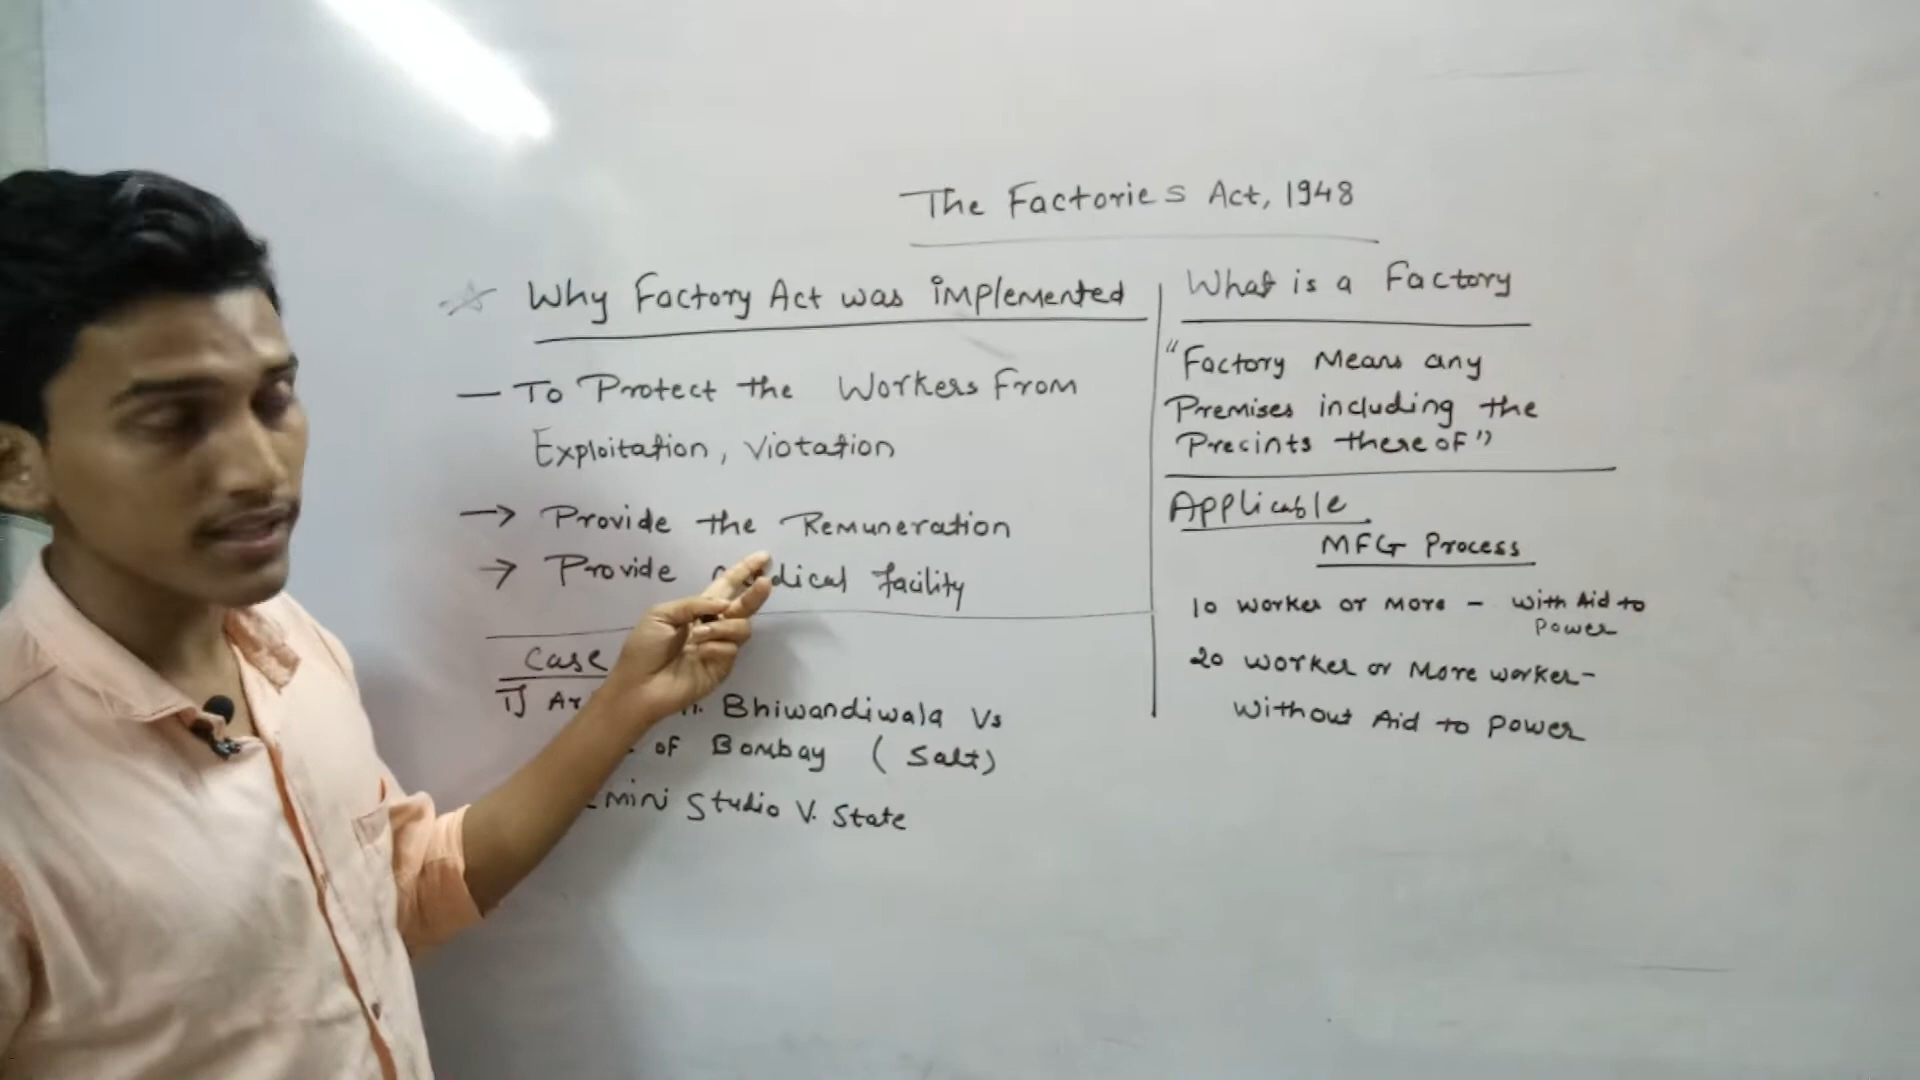 The Factories Act, 1948
Why Factory Act was implemented
— To Protect the Workers From
Exploitation, Viotation
→ Provide the Remuneration
→ Provide dical facility
Case
1] Ar Bhiwandiwala Vs
of Bombay ( Salt)
mini Studio V. State
What is a Factory
"Factory Means any
Premises including the
Precints there of"
Applicable
MFG Process
10 worker or More - with Aid to
Power
20 worker or More worker-
without Aid to Power